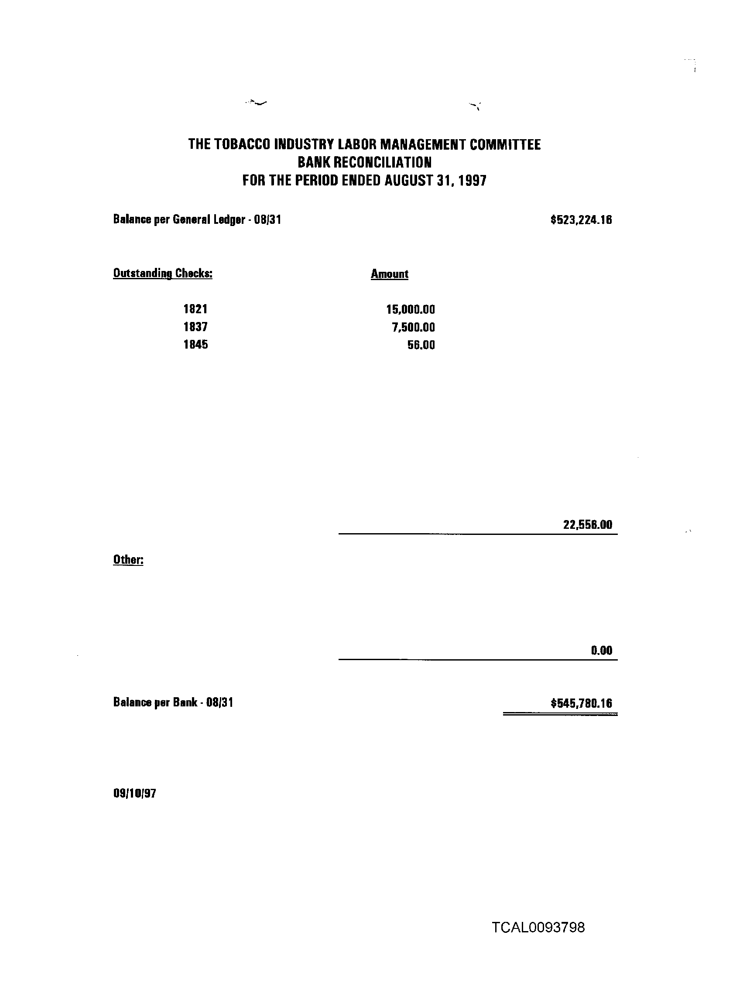 THE TOBACCO INDUSTRY LABOR MANAGEMENT COMMITTEE
BANK RECONCILIATION
FOR THE PERIOD ENDED AUGUST 31, 1997
Balance per General Ledger - 08/31 $523,224.16
Outstanding Checks: Amount
1821 15,000.00
1837 7,500.00
1845 56.00
22,556.00
Other:
0.00
Balance per Bank - 08/31 $545,780.16
09/10/97
TCAL0093798